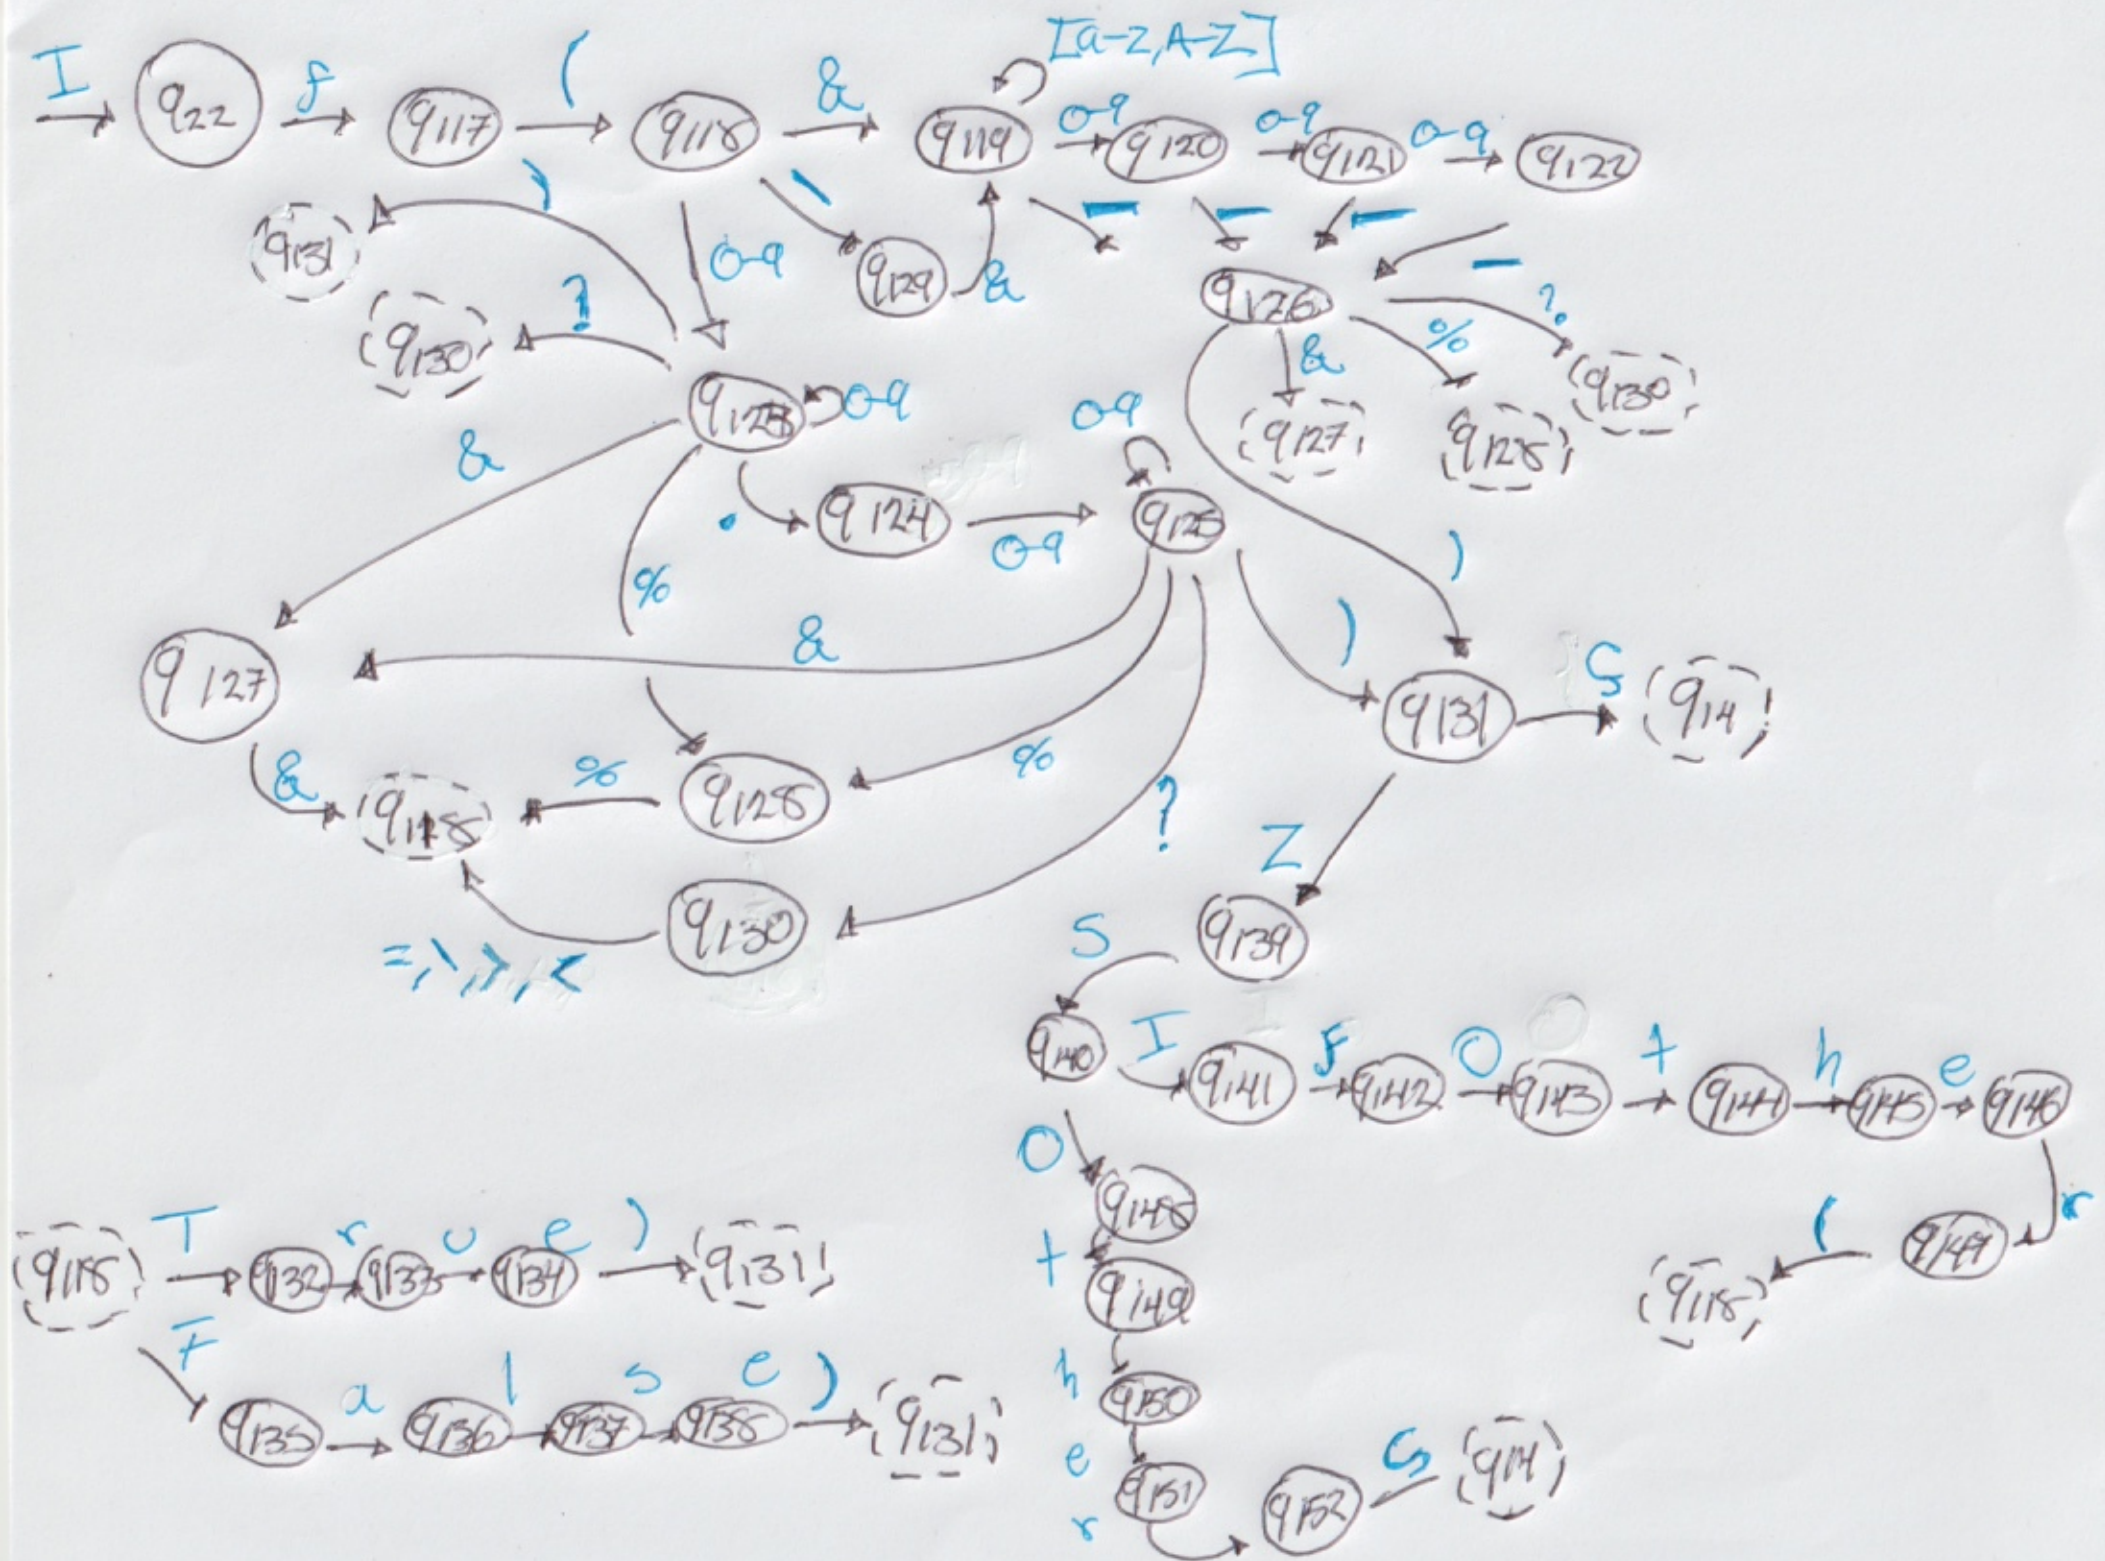 I q22 f q117 ( q118 & q119 [a-z,A-Z] 0-9 q120 0-9 q121 0-9 q122
q131 ) 0-9 \ q129 & - - - -
q130 ? q126 ?
& % q130
q123 0-9 0-9 q127 q128
& . q124 0-9 q125 )
%
q127 & ) q131 G q14
& q118 % q128 % ?
Z
=, \, >, < q130 S q139
q140 I q141 f q142 O q143 t q144 h q145 e q146
O r
q118 T q132 r q133 u q134 e ) q131 q148 ( q147
t q149 q118
F q135 a q136 l q137 s q138 e ) q131 h q150
e q151 q152 G q14
r